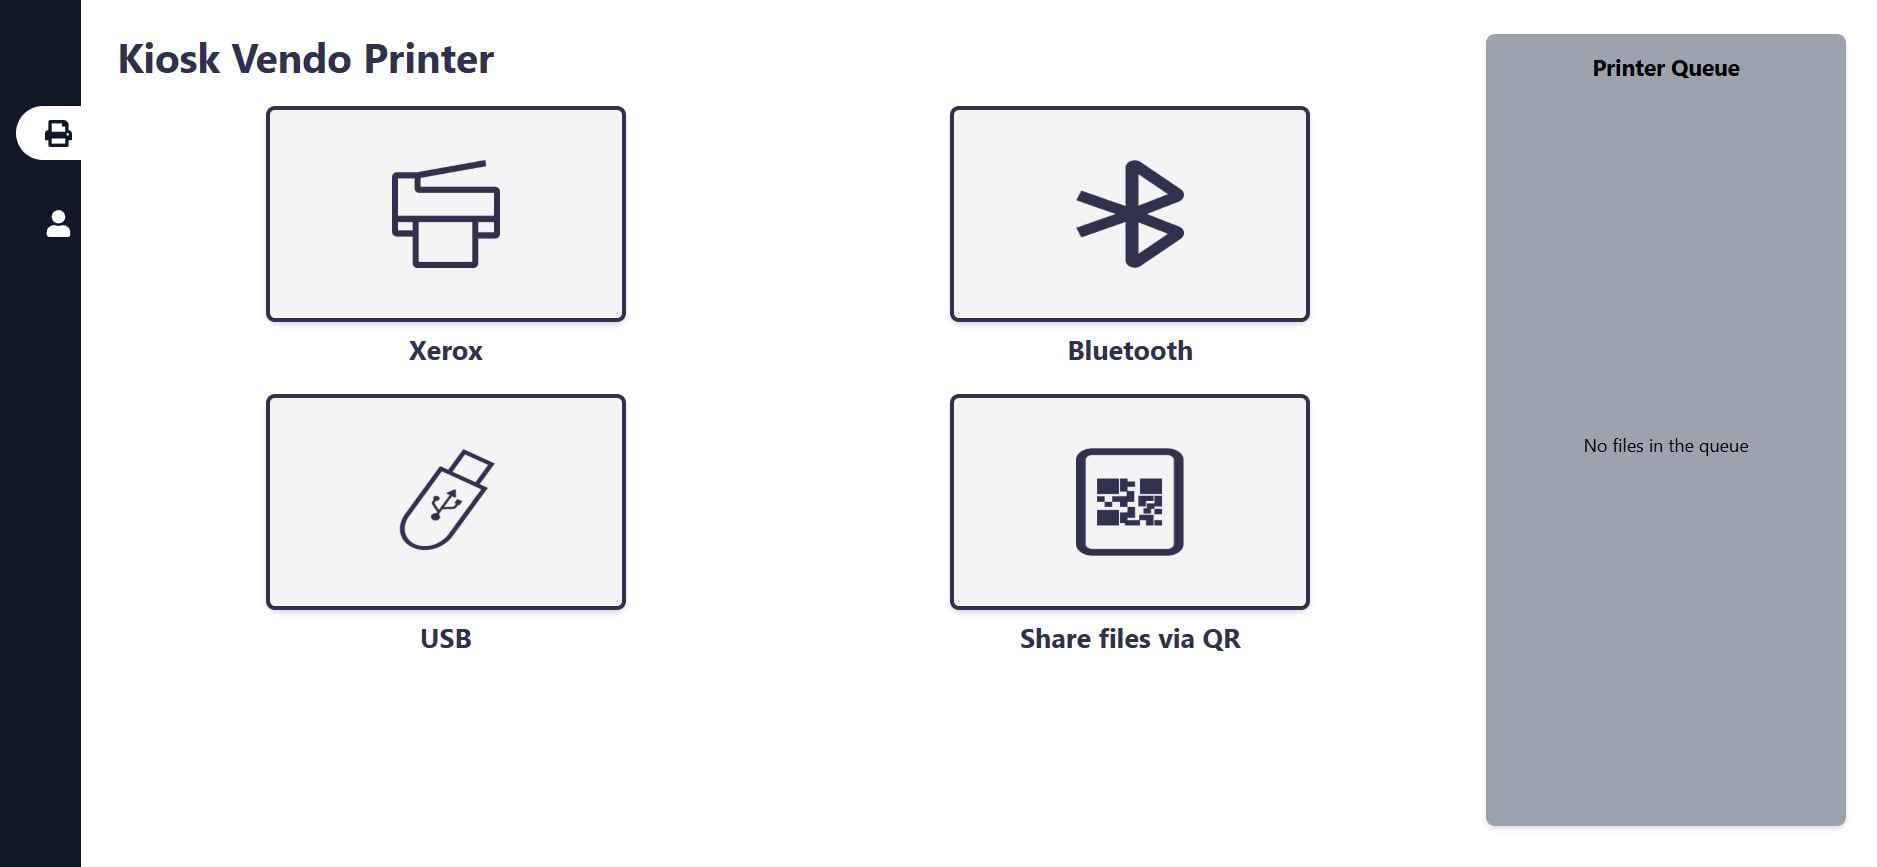 Kiosk Vendo Printer
Xerox
Bluetooth
USB
Share files via QR
Printer Queue
No files in the queue